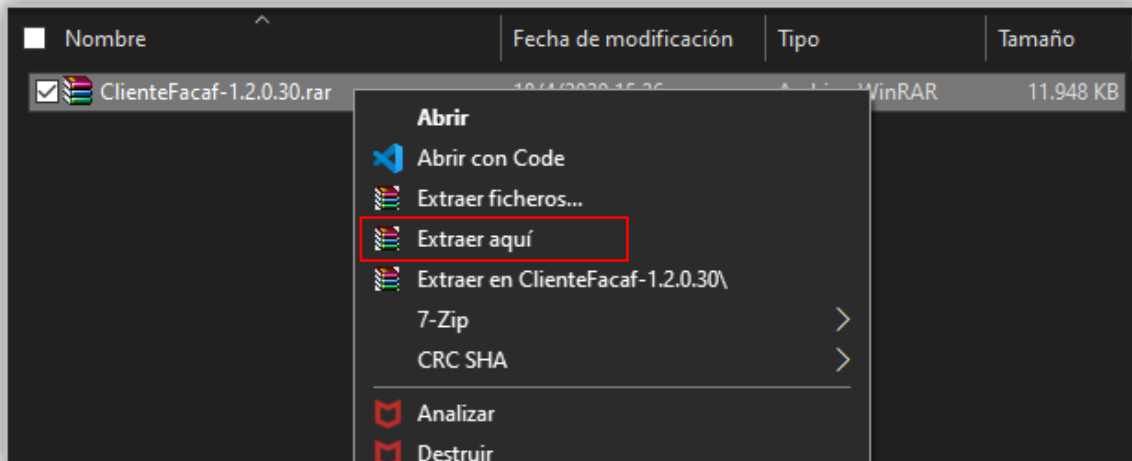 Nombre Fecha de modificación Tipo Tamaño
ClienteFacaf-1.2.0.30.rar WinRAR 11.948 KB
Abrir
Abrir con Code
Extraer ficheros...
Extraer aquí
Extraer en ClienteFacaf-1.2.0.30\
7-Zip
CRC SHA
Analizar
Destruir